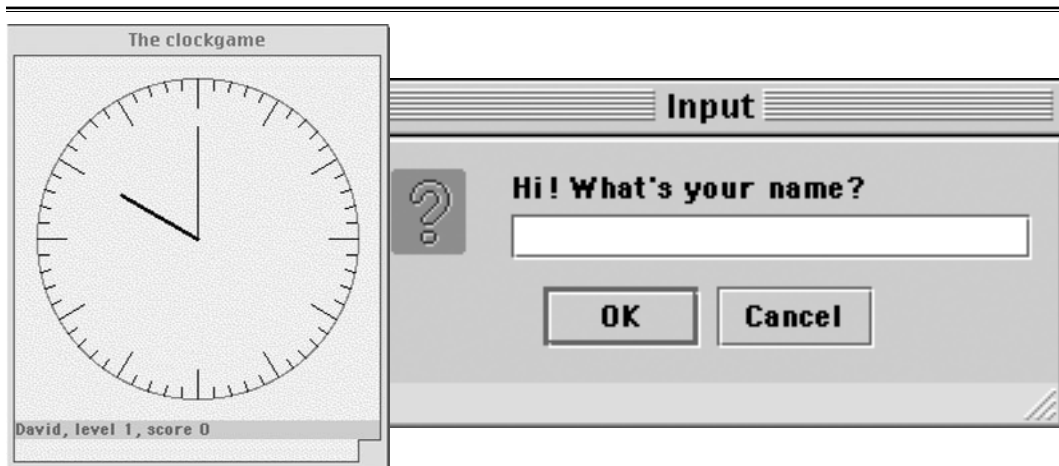 The clockgame
David, level 1, score 0
Input
Hi! What's your name?
OK
Cancel